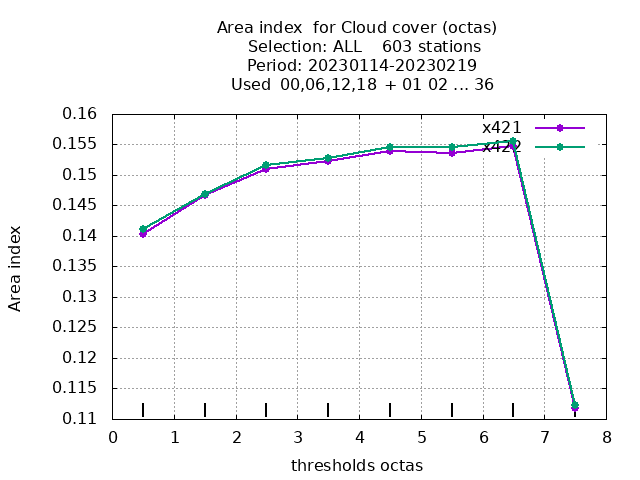 Area index  for Cloud cover (octas)
Selection: ALL    603 stations
Period: 20230114-20230219
Used  00,06,12,18  + 01 02 ... 36
x421
x422
0.16
0.155
0.15
0.145
0.14
0.135
0.13
0.125
0.12
0.115
0.11
Area index
0 1 2 3 4 5 6 7 8
thresholds octas